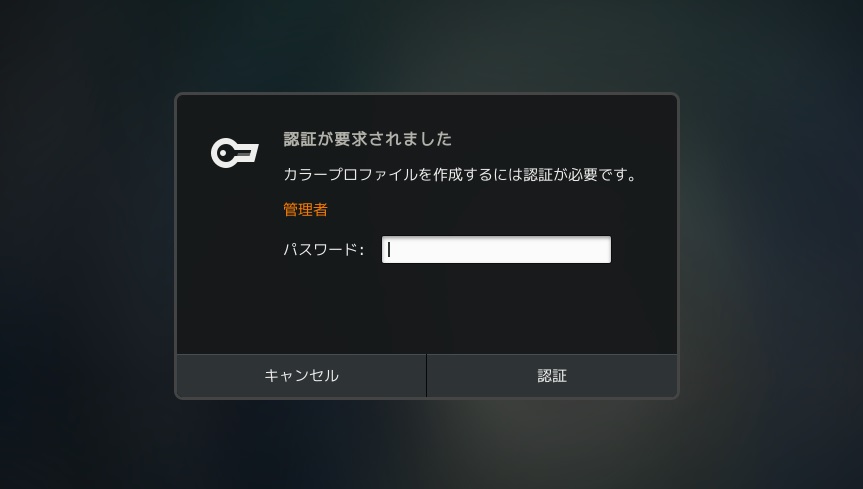 認証が要求されました
カラープロファイルを作成するには認証が必要です。
管理者
パスワード:
キャンセル
認証